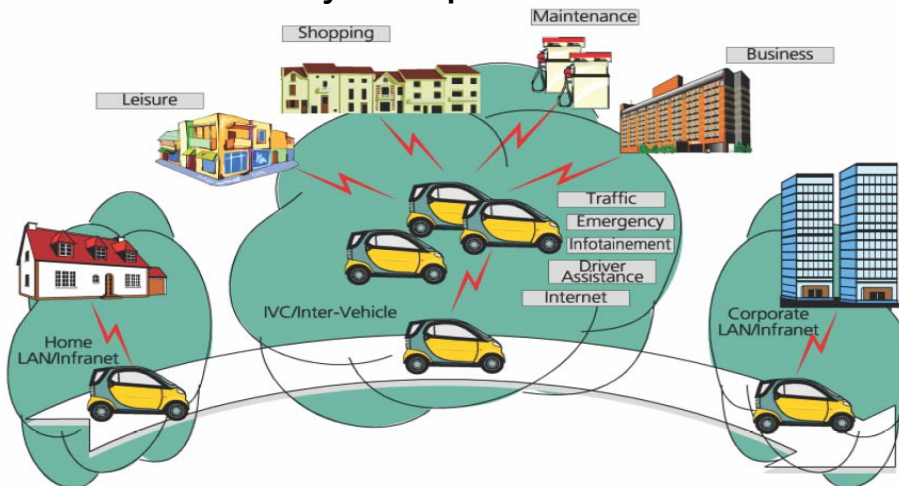 Maintenance
Shopping
Business
Leisure
Traffic
Emergency
Infotainement
Driver
Assistance
Internet
IVC/Inter-Vehicle
Corporate
LAN/Infranet
Home
LAN/Infranet